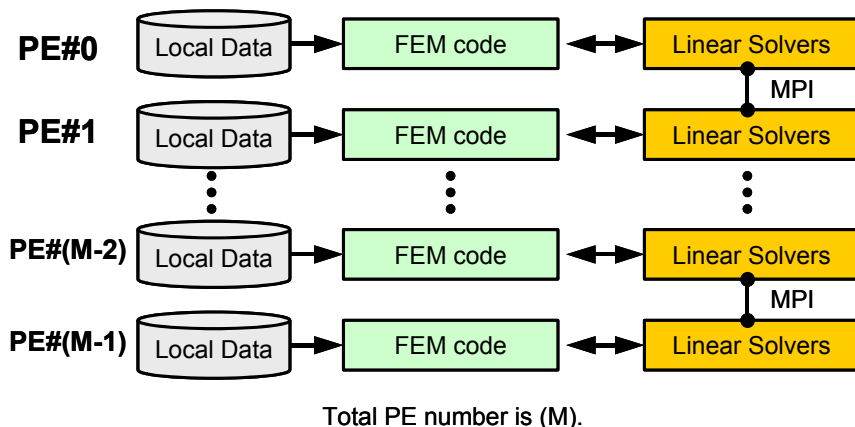 PE#0 Local Data FEM code Linear Solvers
MPI
PE#1 Local Data FEM code Linear Solvers
PE#(M-2) Local Data FEM code Linear Solvers
MPI
PE#(M-1) Local Data FEM code Linear Solvers
Total PE number is (M).